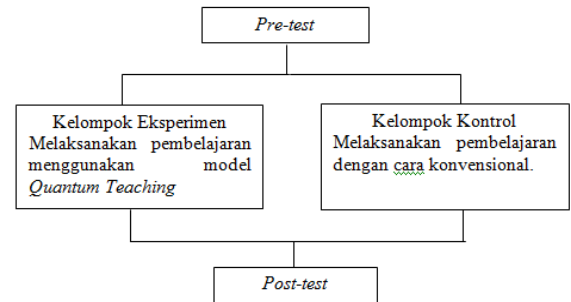 Pre-test
Kelompok Eksperimen
Melaksanakan pembelajaran
menggunakan model
Quantum Teaching
Kelompok Kontrol
Melaksanakan pembelajaran
dengan cara konvensional.
Post-test